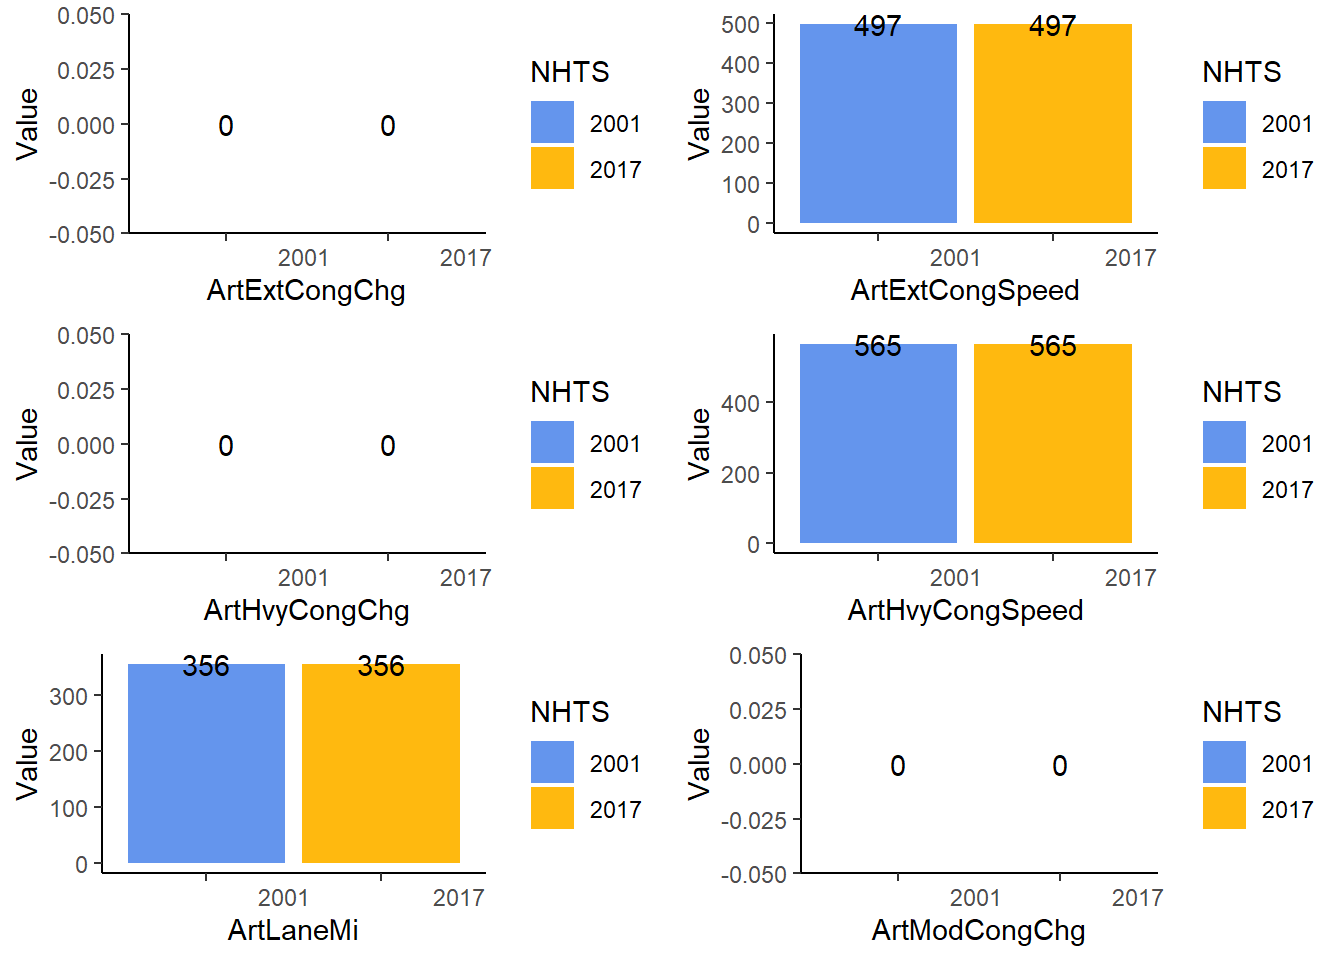 0.050
0.025
0.000
-0.025
-0.050
Value
0 0
2001 2017
ArtExtCongChg
NHTS
2001
2017
500
400
300
200
100
0
Value
497 497
2001 2017
ArtExtCongSpeed
NHTS
2001
2017
0.050
0.025
0.000
-0.025
-0.050
Value
0 0
2001 2017
ArtHvyCongChg
NHTS
2001
2017
400
200
0
Value
565 565
2001 2017
ArtHvyCongSpeed
NHTS
2001
2017
300
200
100
0
Value
356 356
2001 2017
ArtLaneMi
NHTS
2001
2017
0.050
0.025
0.000
-0.025
-0.050
Value
0 0
2001 2017
ArtModCongChg
NHTS
2001
2017